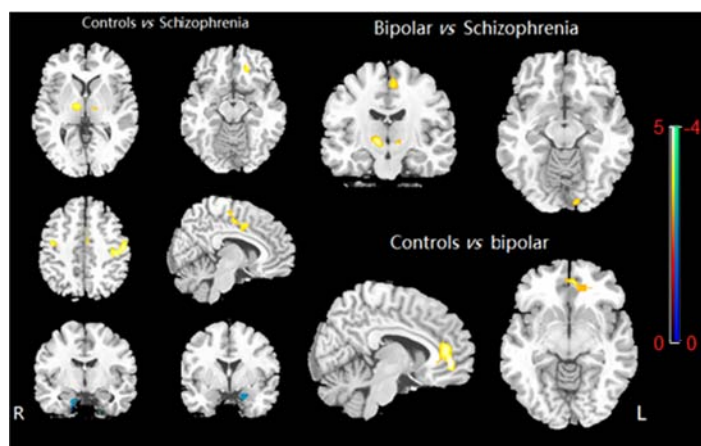 Controls vs Schizophrenia
Bipolar vs Schizophrenia
5 -4
Controls vs bipolar
0 -0
R
L